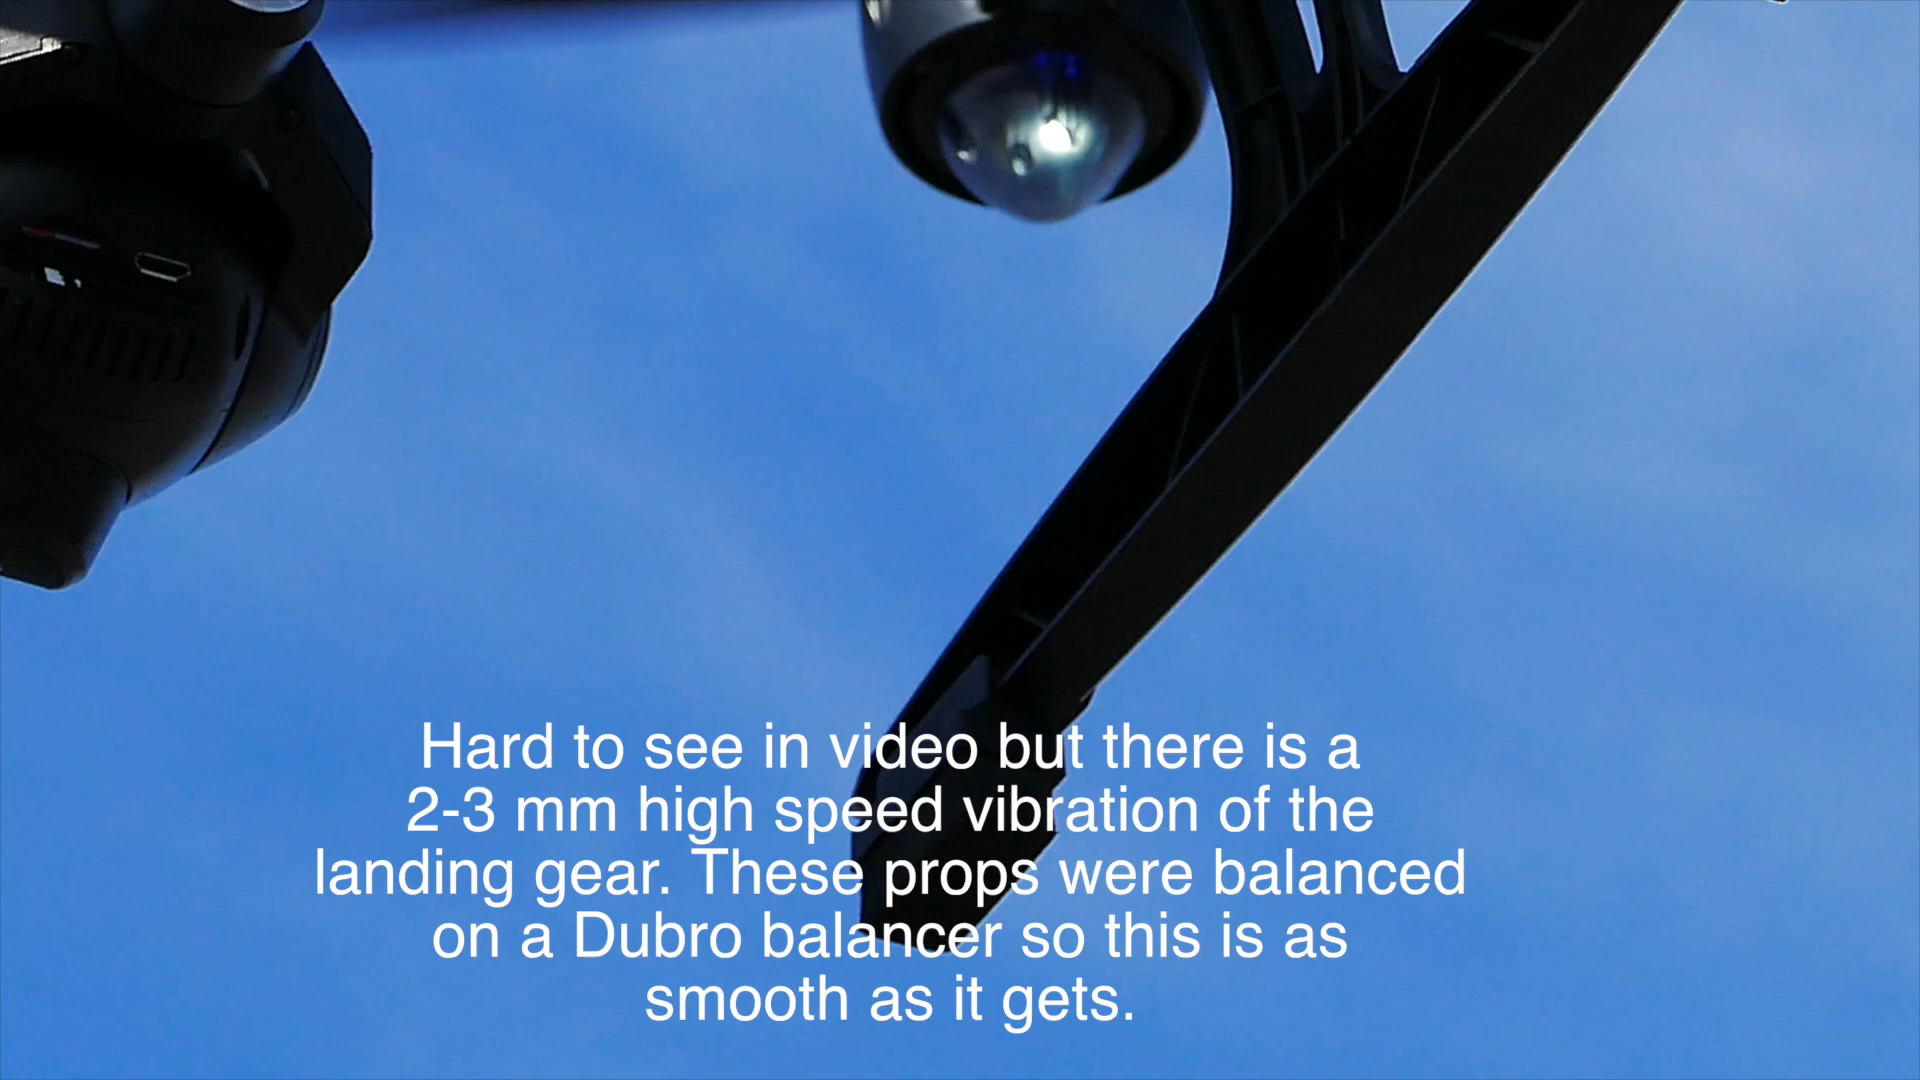 Hard to see in video but there is a
2-3 mm high speed vibration of the
landing gear. These props were balanced
on a Dubro balancer so this is as
smooth as it gets.